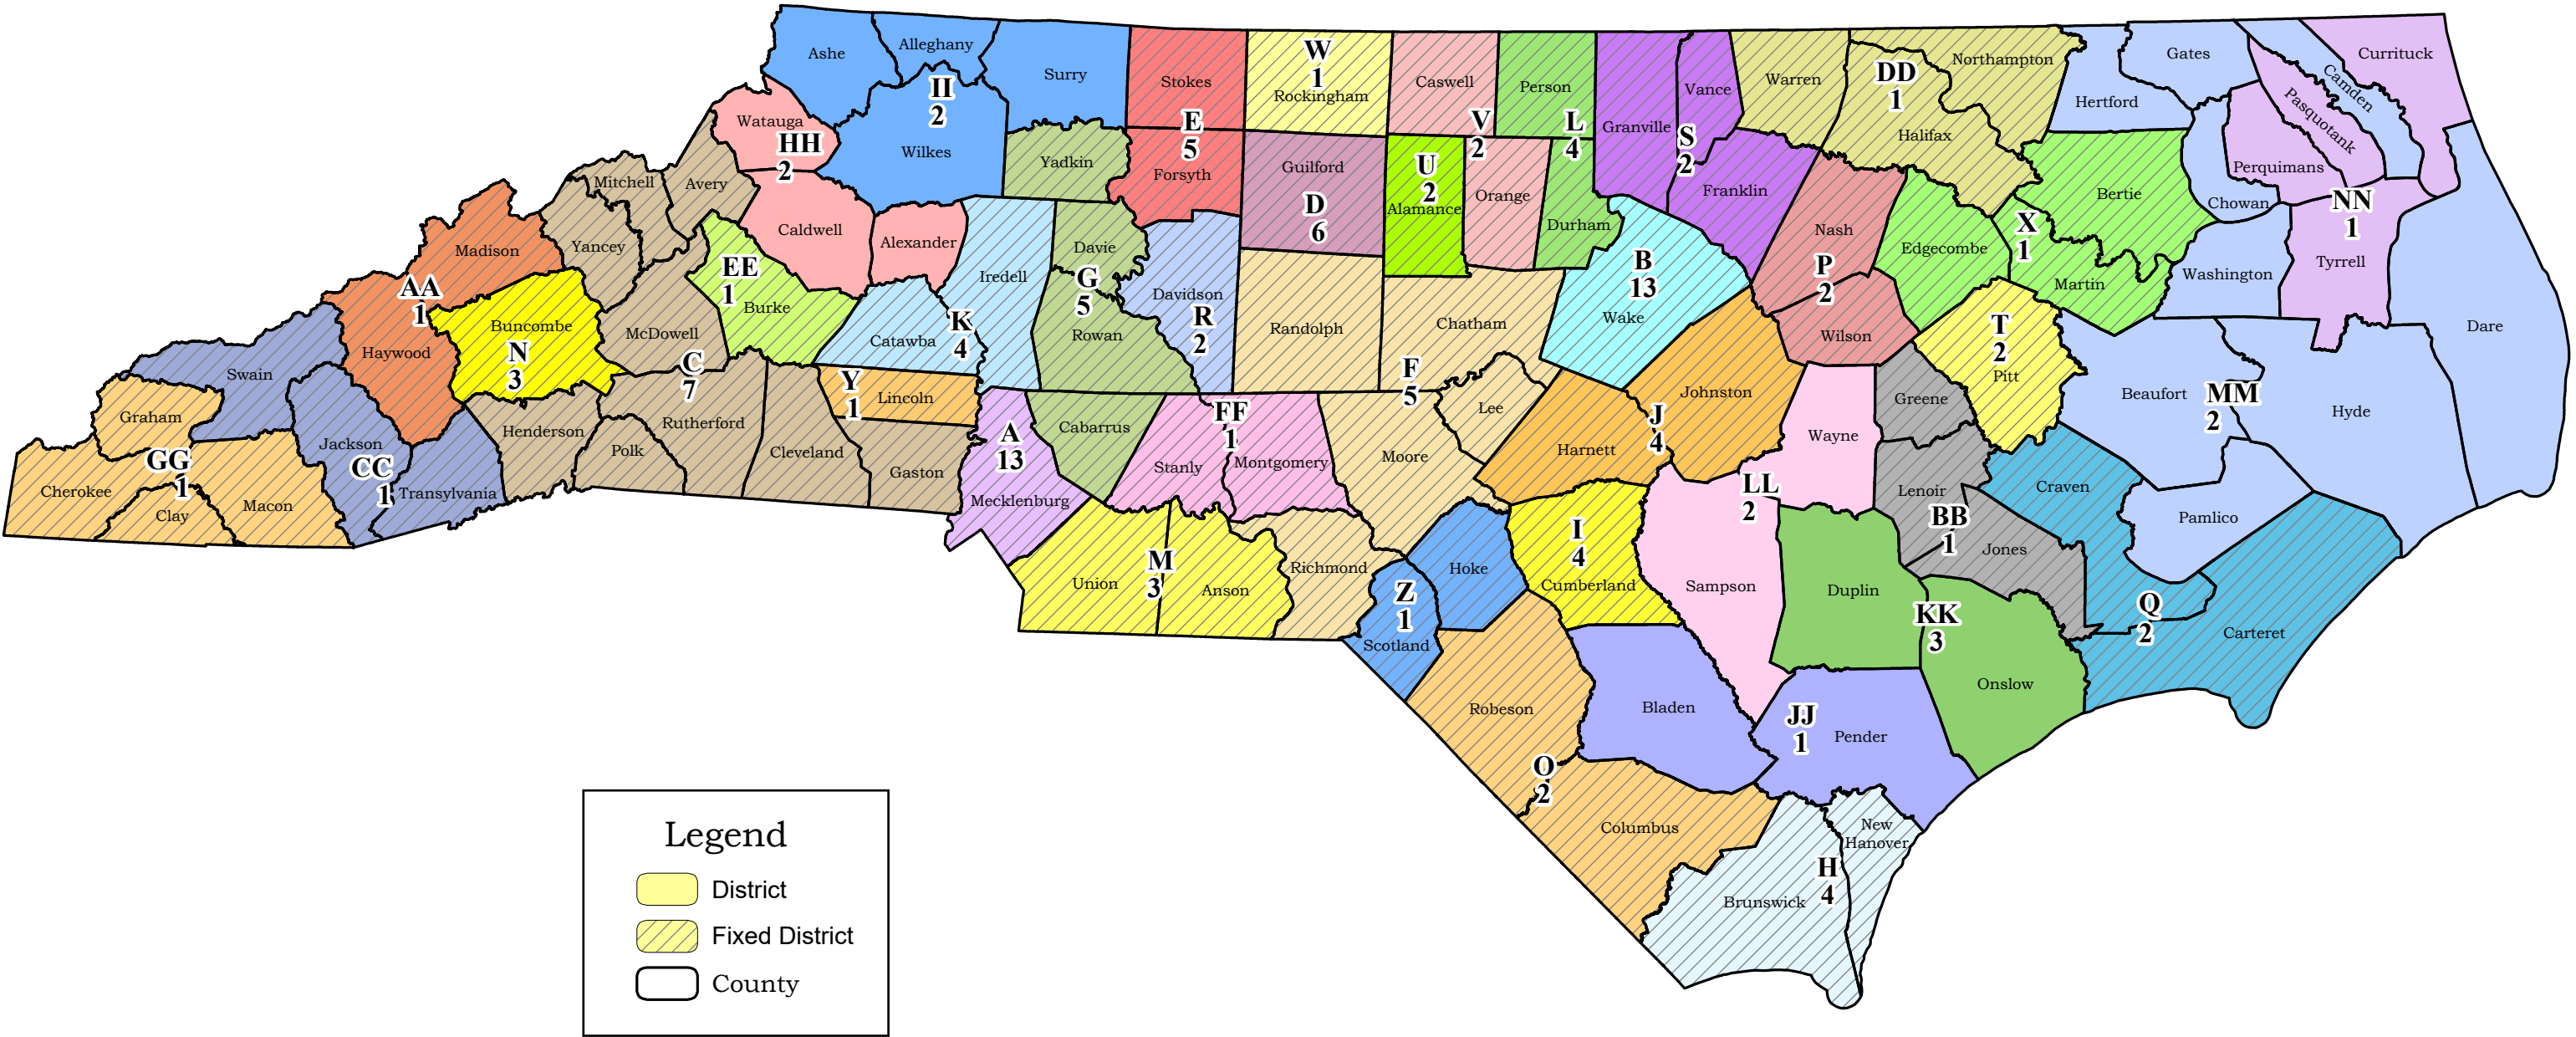 Ashe
Alleghany
Surry
Stokes
W
1
Rockingham
Caswell
Person
Granville
Vance
Warren
DD
1
Northampton
Halifax
Hertford
Gates
Camden
Currituck
Pasquotank
Perquimans
Chowan
II
2
Wilkes
Watauga
HH
2
E
5
Forsyth
Yadkin
Guilford
D
6
U
2
Alamance
V
2
Orange
L
4
Durham
S
2
Franklin
Nash
P
2
Wilson
Edgecombe
X
1
Bertie
Martin
Washington
NN
1
Tyrrell
Dare
Mitchell
Avery
Yancey
Madison
Caldwell
Alexander
Iredell
Davie
G
5
Rowan
Davidson
R
2
Randolph
Chatham
F
5
B
13
Wake
EE
1
Burke
McDowell
C
7
AA
1
Haywood
Buncombe
N
3
Catawba
K
4
Y
1
Lincoln
Swain
Graham
Cherokee
GG
1
Clay
Macon
Jackson
CC
1
Transylvania
Henderson
Polk
Rutherford
Cleveland
Gaston
A
13
Mecklenburg
Cabarrus
FF
1
Stanly
Montgomery
Moore
Lee
Harnett
J
4
Johnston
Wayne
Greene
T
2
Pitt
Beaufort
MM
2
Hyde
Lenoir
BB
1
Jones
Craven
Pamlico
Q
2
Carteret
Union
M
3
Anson
Richmond
Z
1
Scotland
Hoke
I
4
Cumberland
LL
2
Sampson
Duplin
KK
3
Onslow
Robeson
O
2
Bladen
JJ
1
Pender
Columbus
Brunswick
H
4
New
Hanover
Legend
District
Fixed District
County